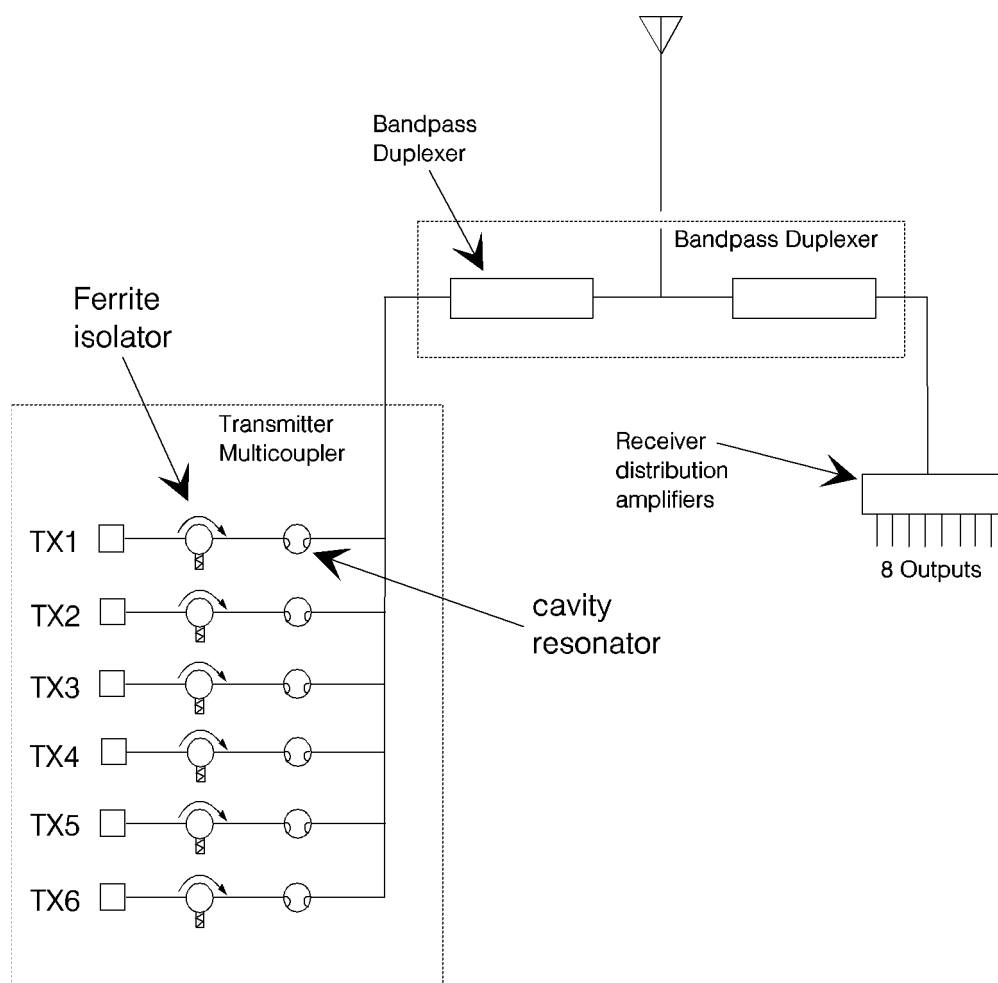 Bandpass
Duplexer
Bandpass Duplexer
Ferrite
isolator
Transmitter
Multicoupler
Receiver
distribution
amplifiers
8 Outputs
TX1
cavity
resonator
TX2
TX3
TX4
TX5
TX6